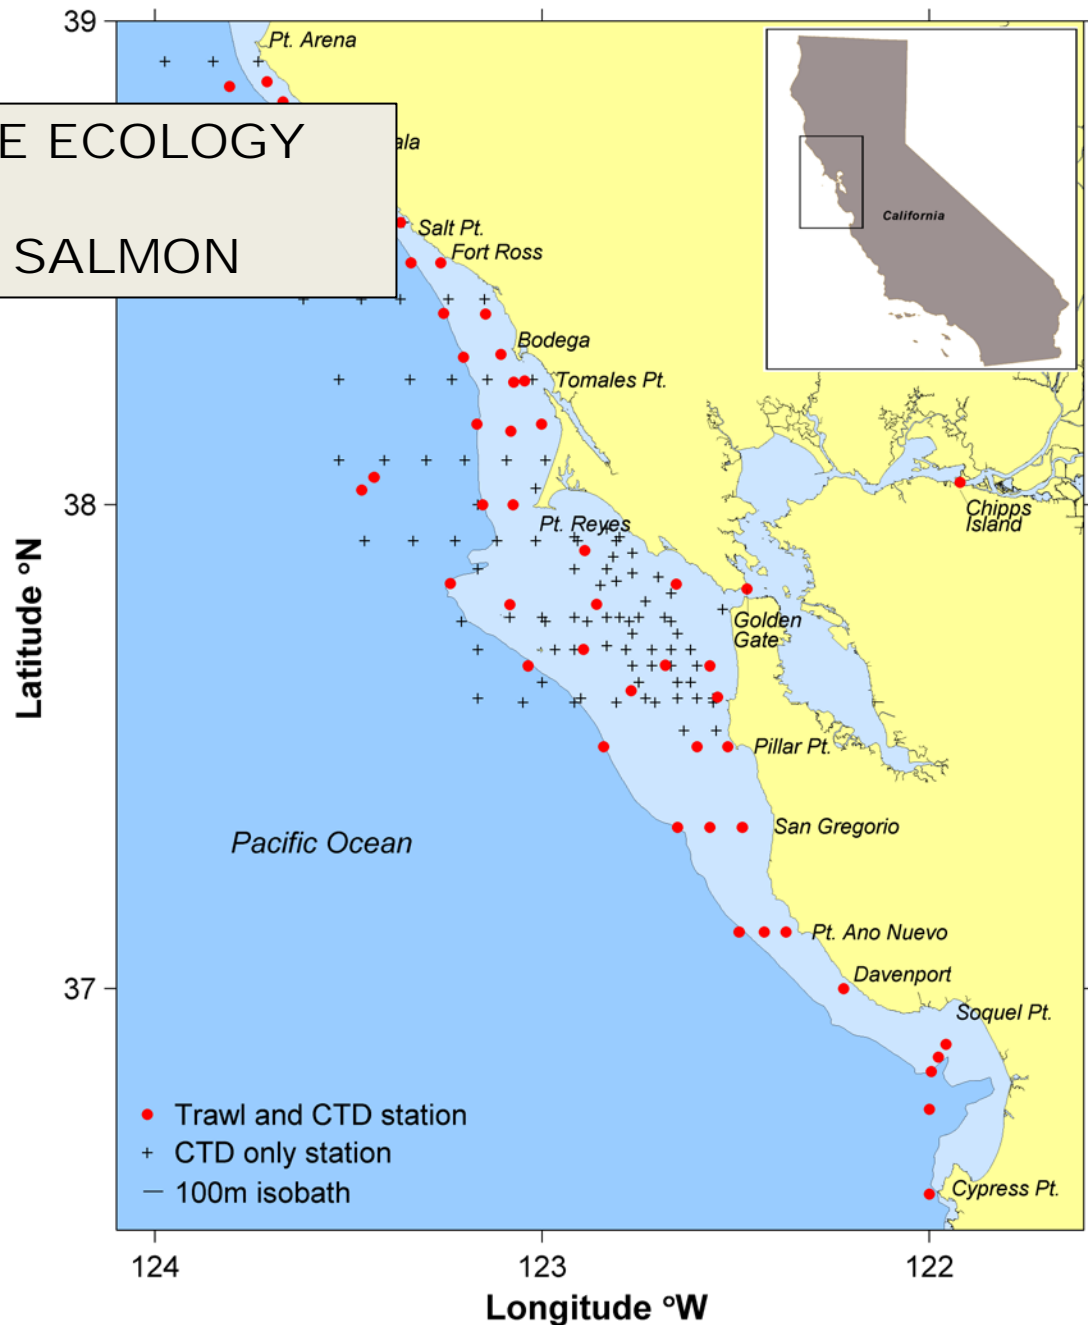 39
Pt. Arena
E ECOLOGY
SALMON
ala
Salt Pt.
Fort Ross
California
Bodega
Tomales Pt.
38
Pt. Reyes
Chipps
Island
Golden
Gate
Pillar Pt.
Pacific Ocean
San Gregorio
Pt. Ano Nuevo
37
Davenport
Soquel Pt.
Trawl and CTD station
CTD only station
100m isobath
Cypress Pt.
124
123
122
Latitude °N
Longitude °W